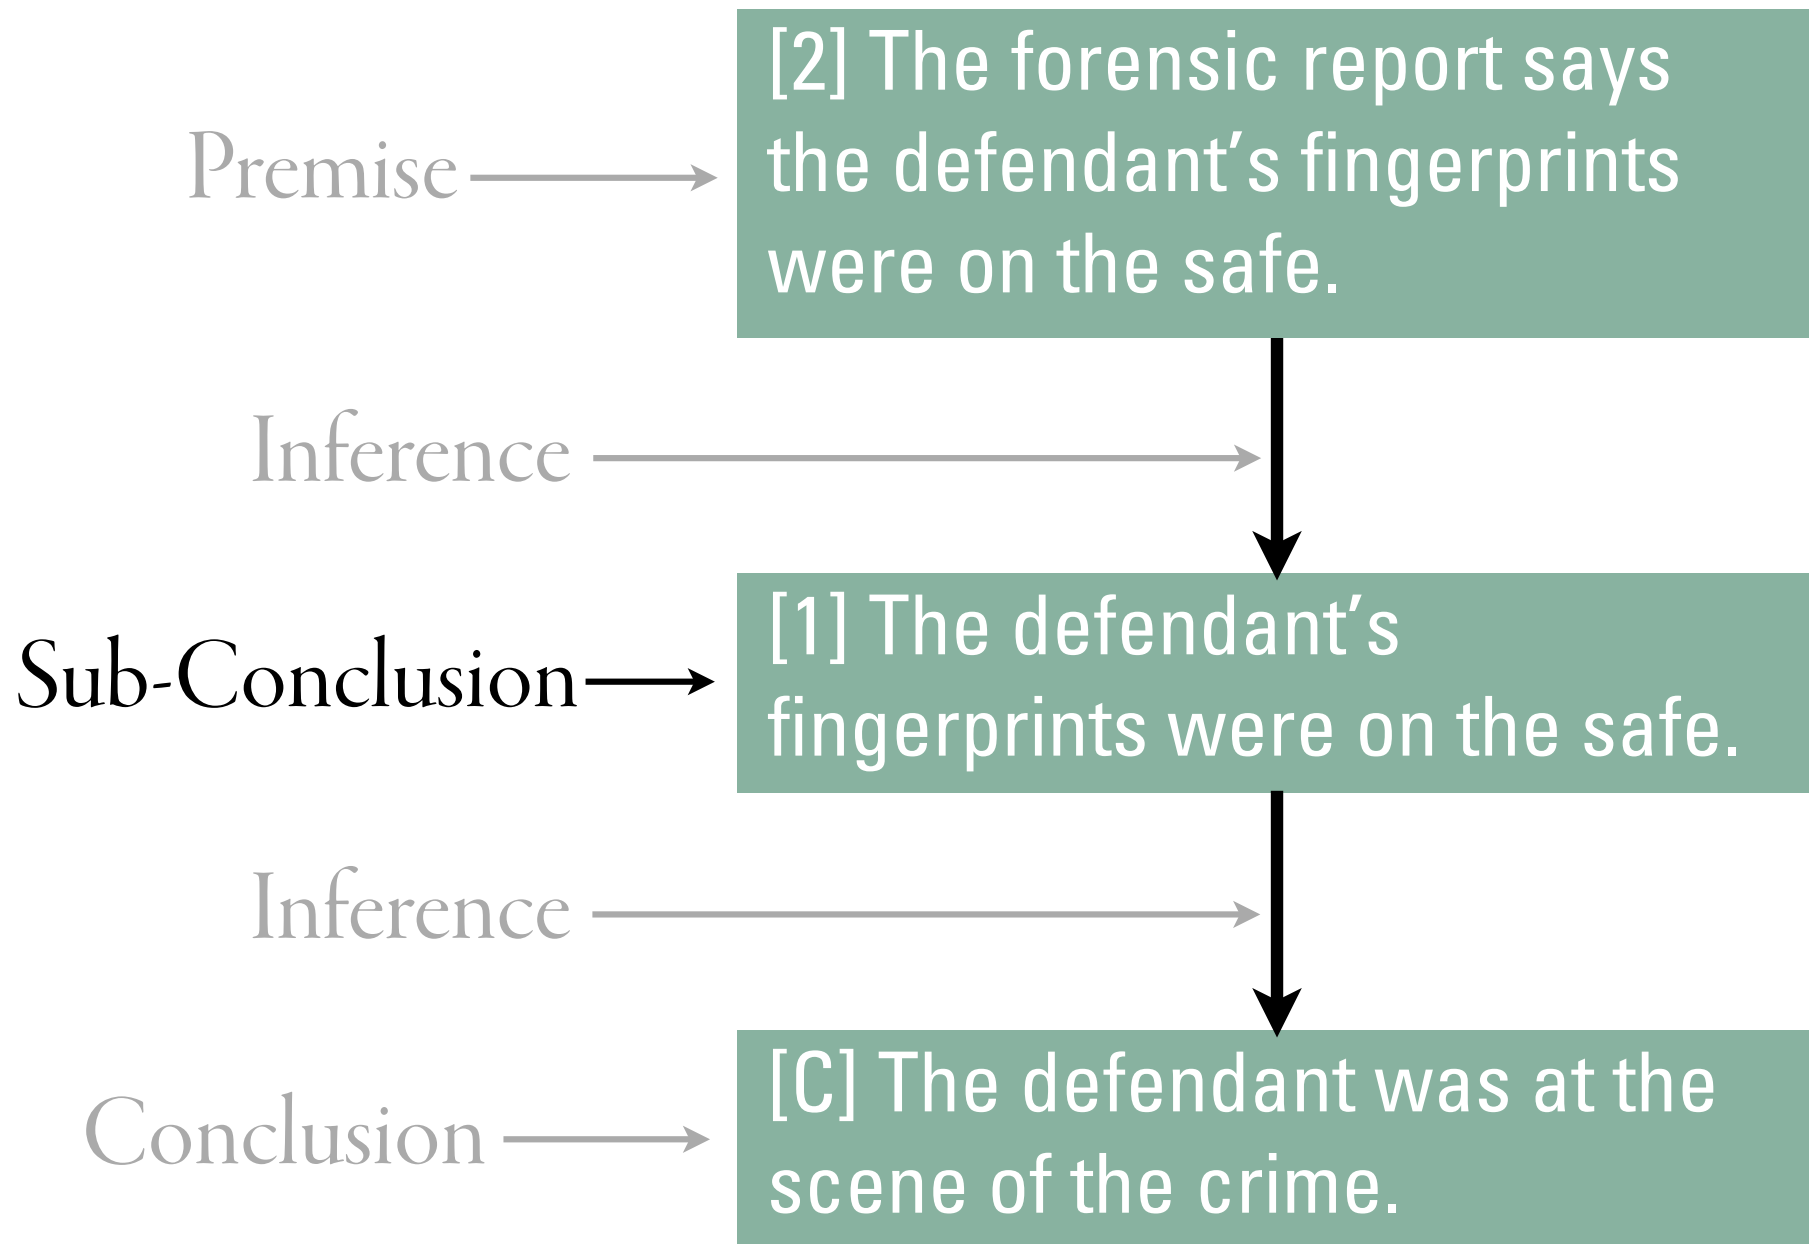 [2] The forensic report says
the defendant’s fingerprints
were on the safe.
Premise
Inference
Sub-Conclusion
[1] The defendant’s
fingerprints were on the safe.
Inference
Conclusion
[C] The defendant was at the
scene of the crime.